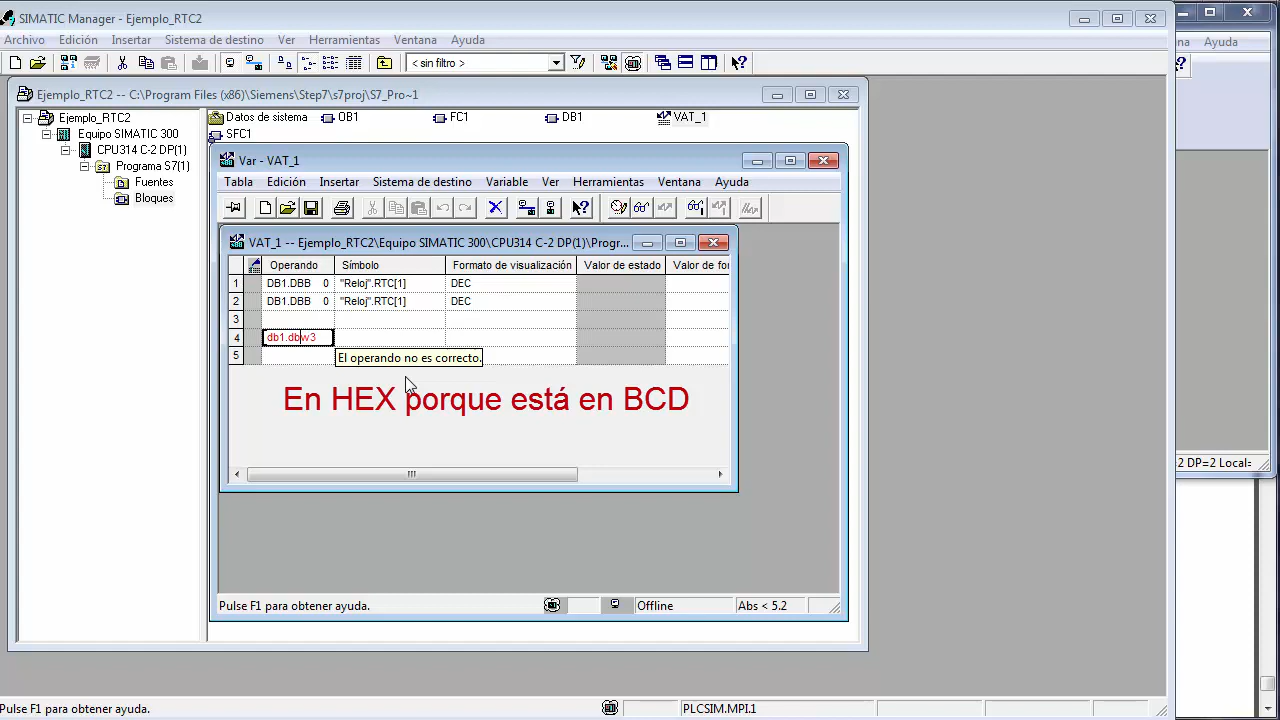 SIMATIC Manager - Ejemplo_RTC2
Archivo Edición Insertar Sistema de destino Ver Herramientas Ventana Ayuda
na Ayuda
< sin filtro >
Ejemplo_RTC2 -- C:\Program Files (x86)\Siemens\Step7\s7proj\S7_Pro~1
Ejemplo_RTC2
Equipo SIMATIC 300
CPU314 C-2 DP(1)
Programa S7(1)
Fuentes
Bloques
Datos de sistema OB1 FC1 DB1 VAT_1
SFC1
Var - VAT_1
Tabla Edición Insertar Sistema de destino Variable Ver Herramientas Ventana Ayuda
VAT_1 -- Ejemplo_RTC2\Equipo SIMATIC 300\CPU314 C-2 DP(1)\Progr...
Operando Símbolo Formato de visualización Valor de estado Valor de for
1 DB1.DBB 0 "Reloj".RTC[1] DEC
2 DB1.DBB 0 "Reloj".RTC[1] DEC
3
4 db1.dbw3
5
El operando no es correcto.
En HEX porque está en BCD
Pulse F1 para obtener ayuda. Offline Abs < 5.2
=2 DP=2 Local=
Pulse F1 para obtener ayuda. PLCSIM.MPI.1